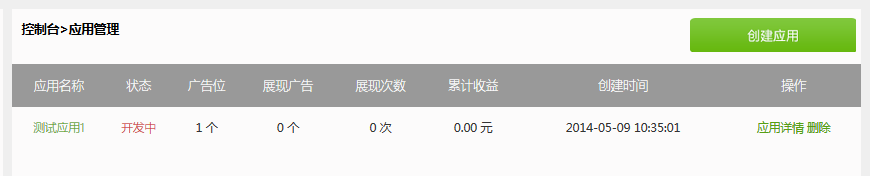 控制台>应用管理
创建应用
应用名称 状态 广告位 展现广告 展现次数 累计收益 创建时间 操作
测试应用1 开发中 1 个 0 个 0 次 0.00 元 2014-05-09 10:35:01 应用详情 删除